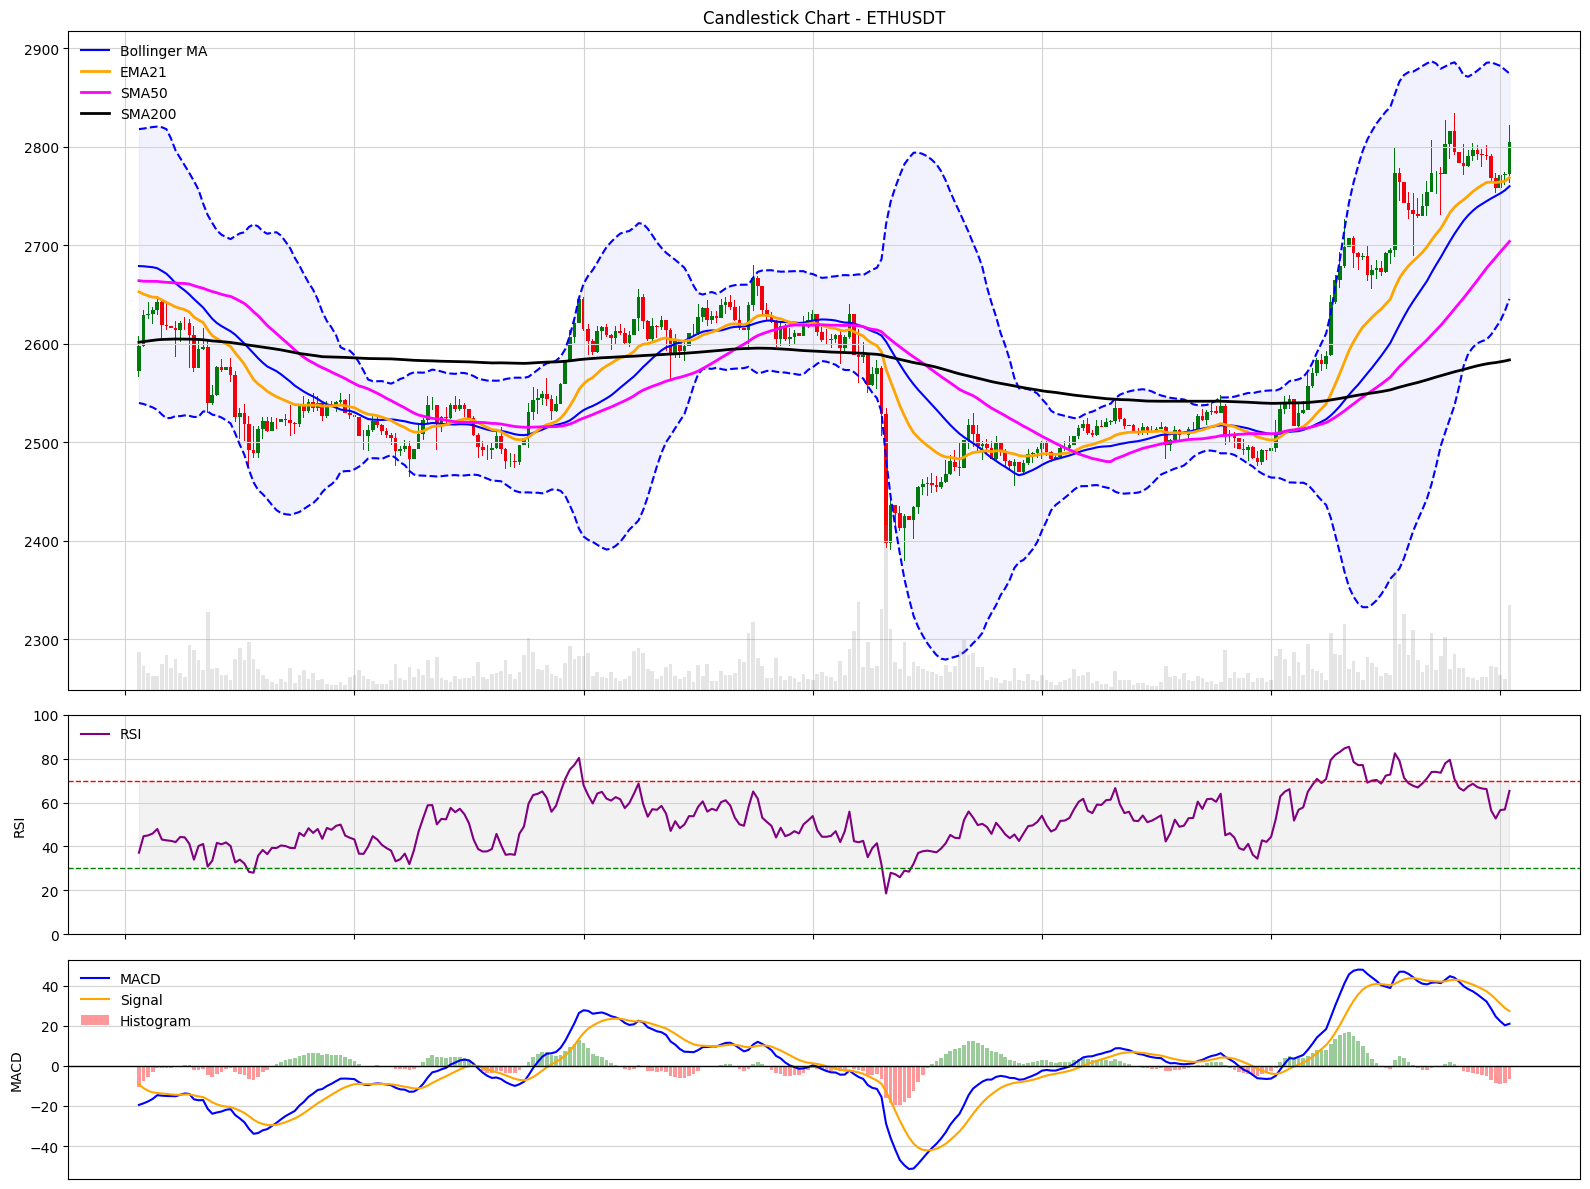 Candlestick Chart - ETHUSDT
Bollinger MA
EMA21
SMA50
SMA200
2900
2800
2700
2600
2500
2400
2300
RSI
RSI
100
80
60
40
20
0
MACD
Signal
Histogram
MACD
40
20
0
−20
−40